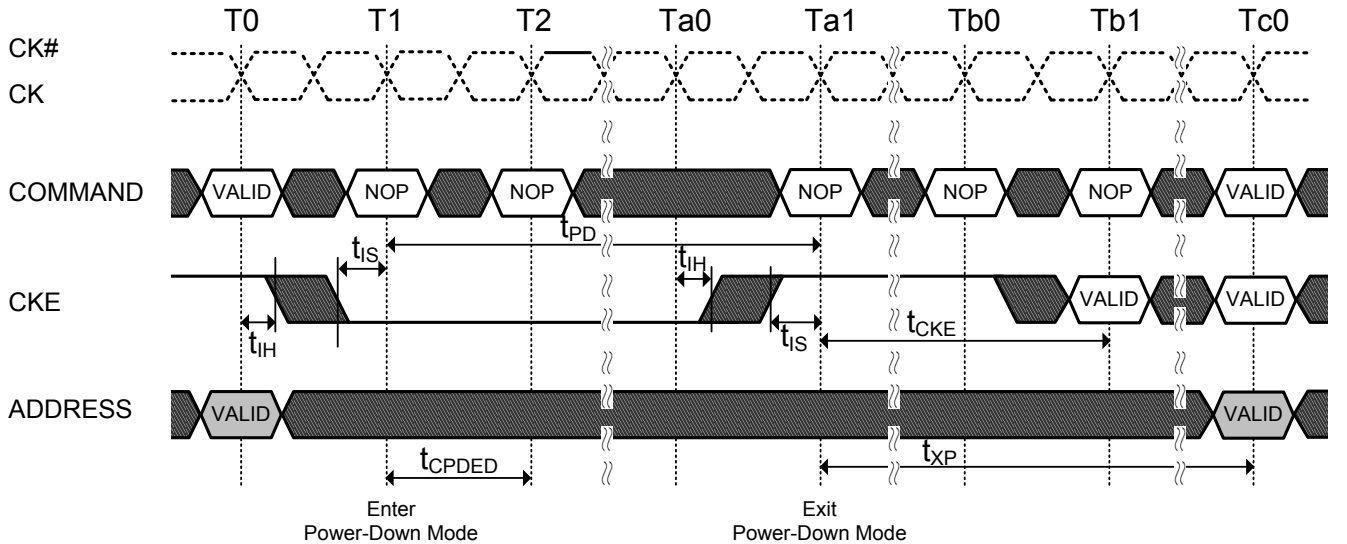 T0 T1 T2 Ta0 Ta1 Tb0 Tb1 Tc0
CK#
CK
COMMAND VALID NOP NOP NOP NOP NOP VALID
tPD
tIS tIH
CKE VALID VALID
tIH tIS tCKE
ADDRESS VALID VALID
tCPDED tXP
Enter
Power-Down Mode
Exit
Power-Down Mode